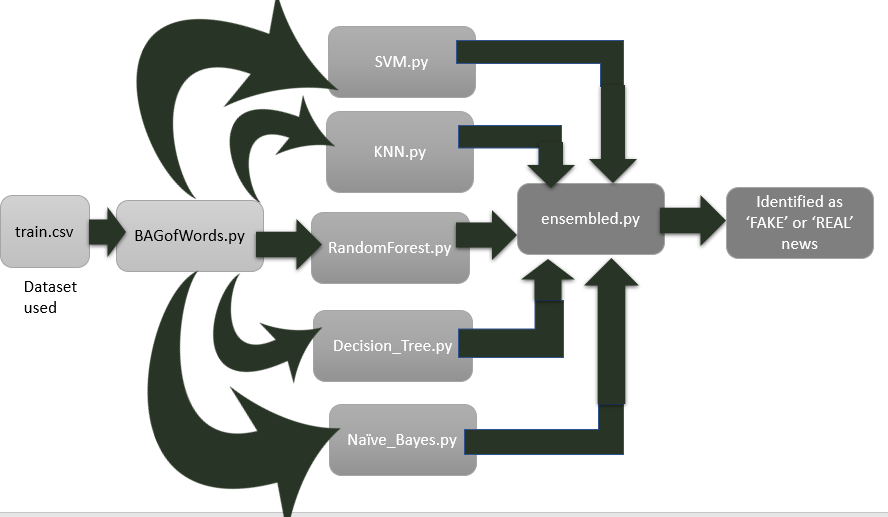 SVM.py
KNN.py
train.csv
BAGofWords.py
RandomForest.py
ensembled.py
Identified as
‘FAKE’ or ‘REAL’
news
Dataset
used
Decision_Tree.py
Naïve_Bayes.py